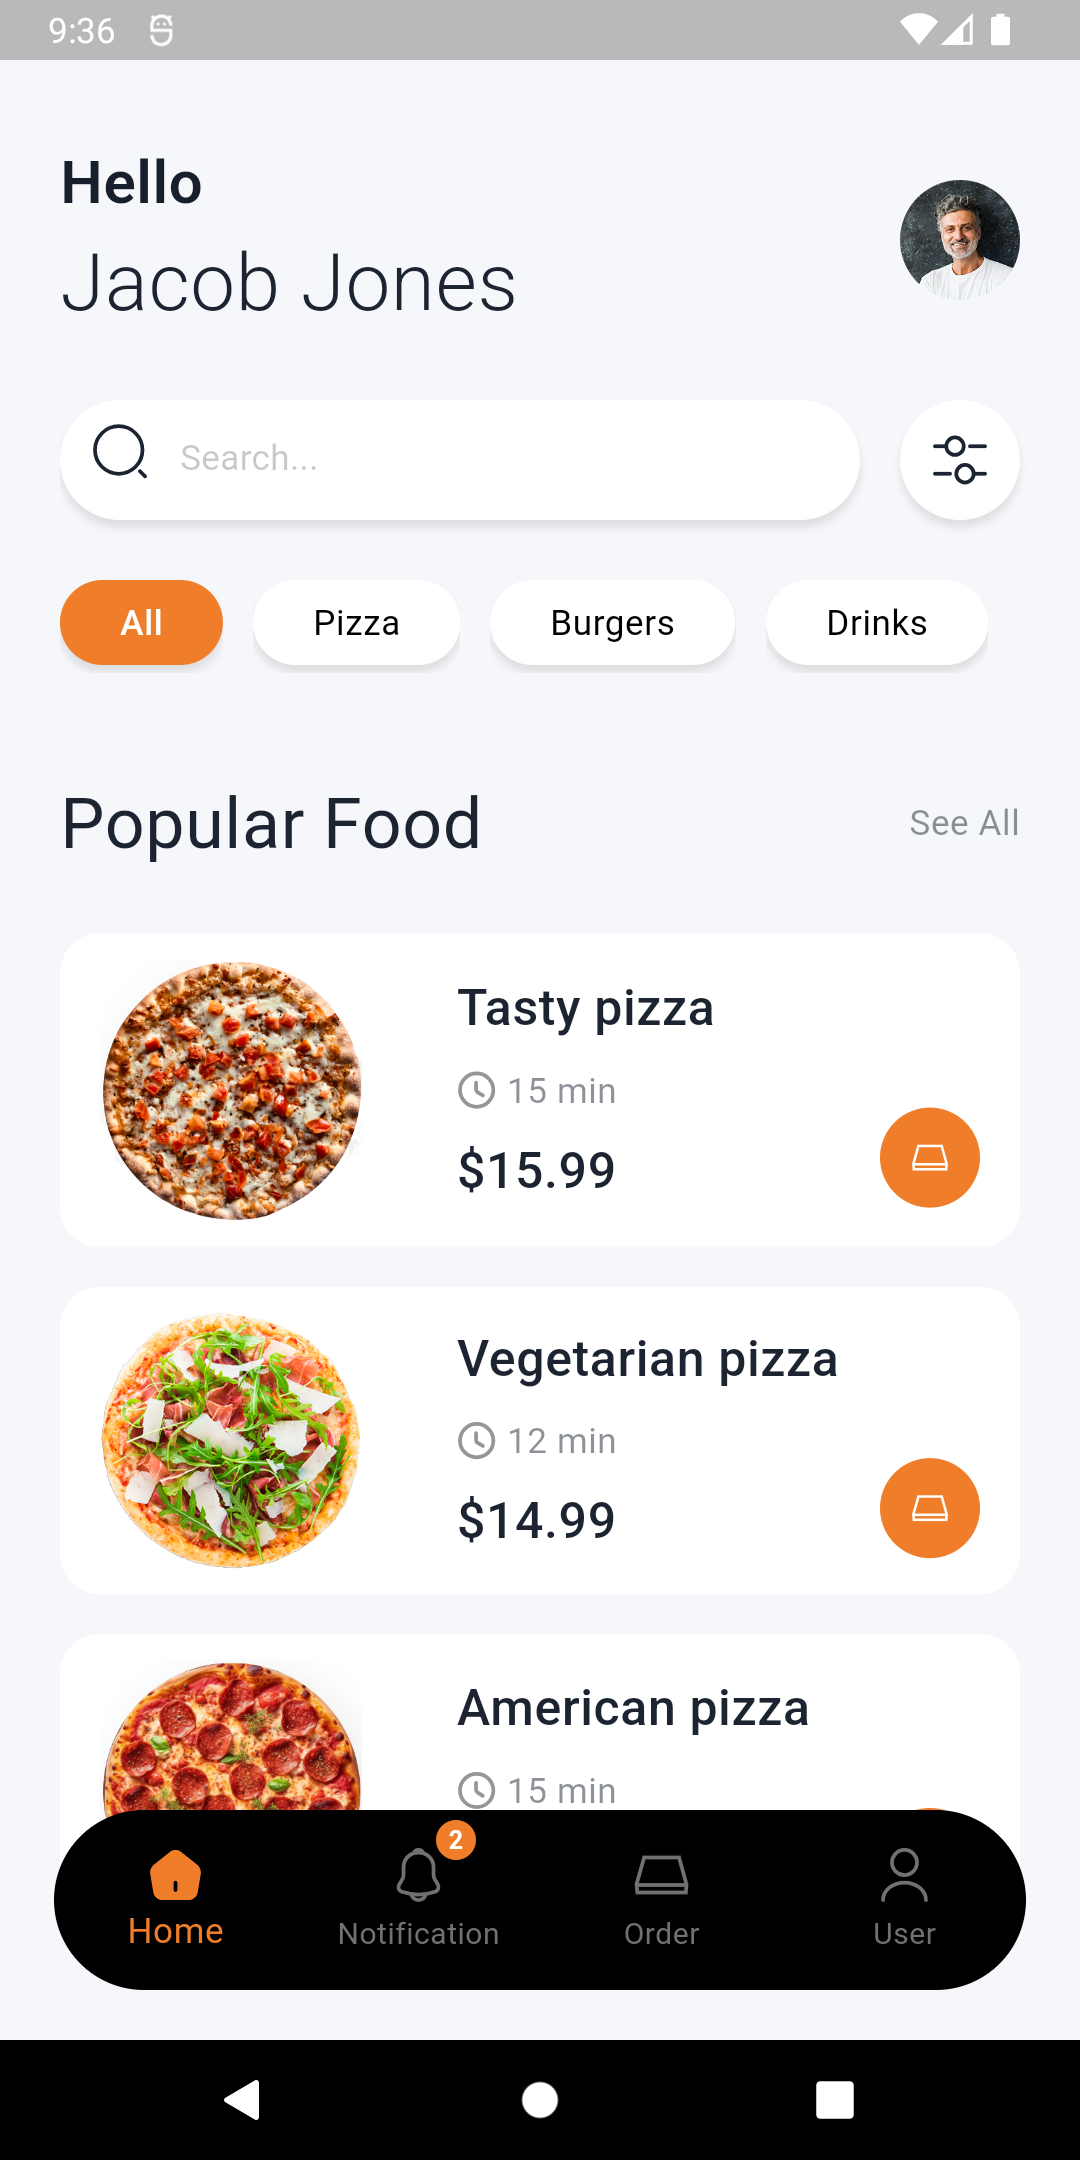 9:36
Hello
Jacob Jones
Search...
All
Pizza
Burgers
Drinks
Popular Food
See All
Tasty pizza
15 min
$15.99
Vegetarian pizza
12 min
$14.99
American pizza
15 min
2
Home
Notification
Order
User